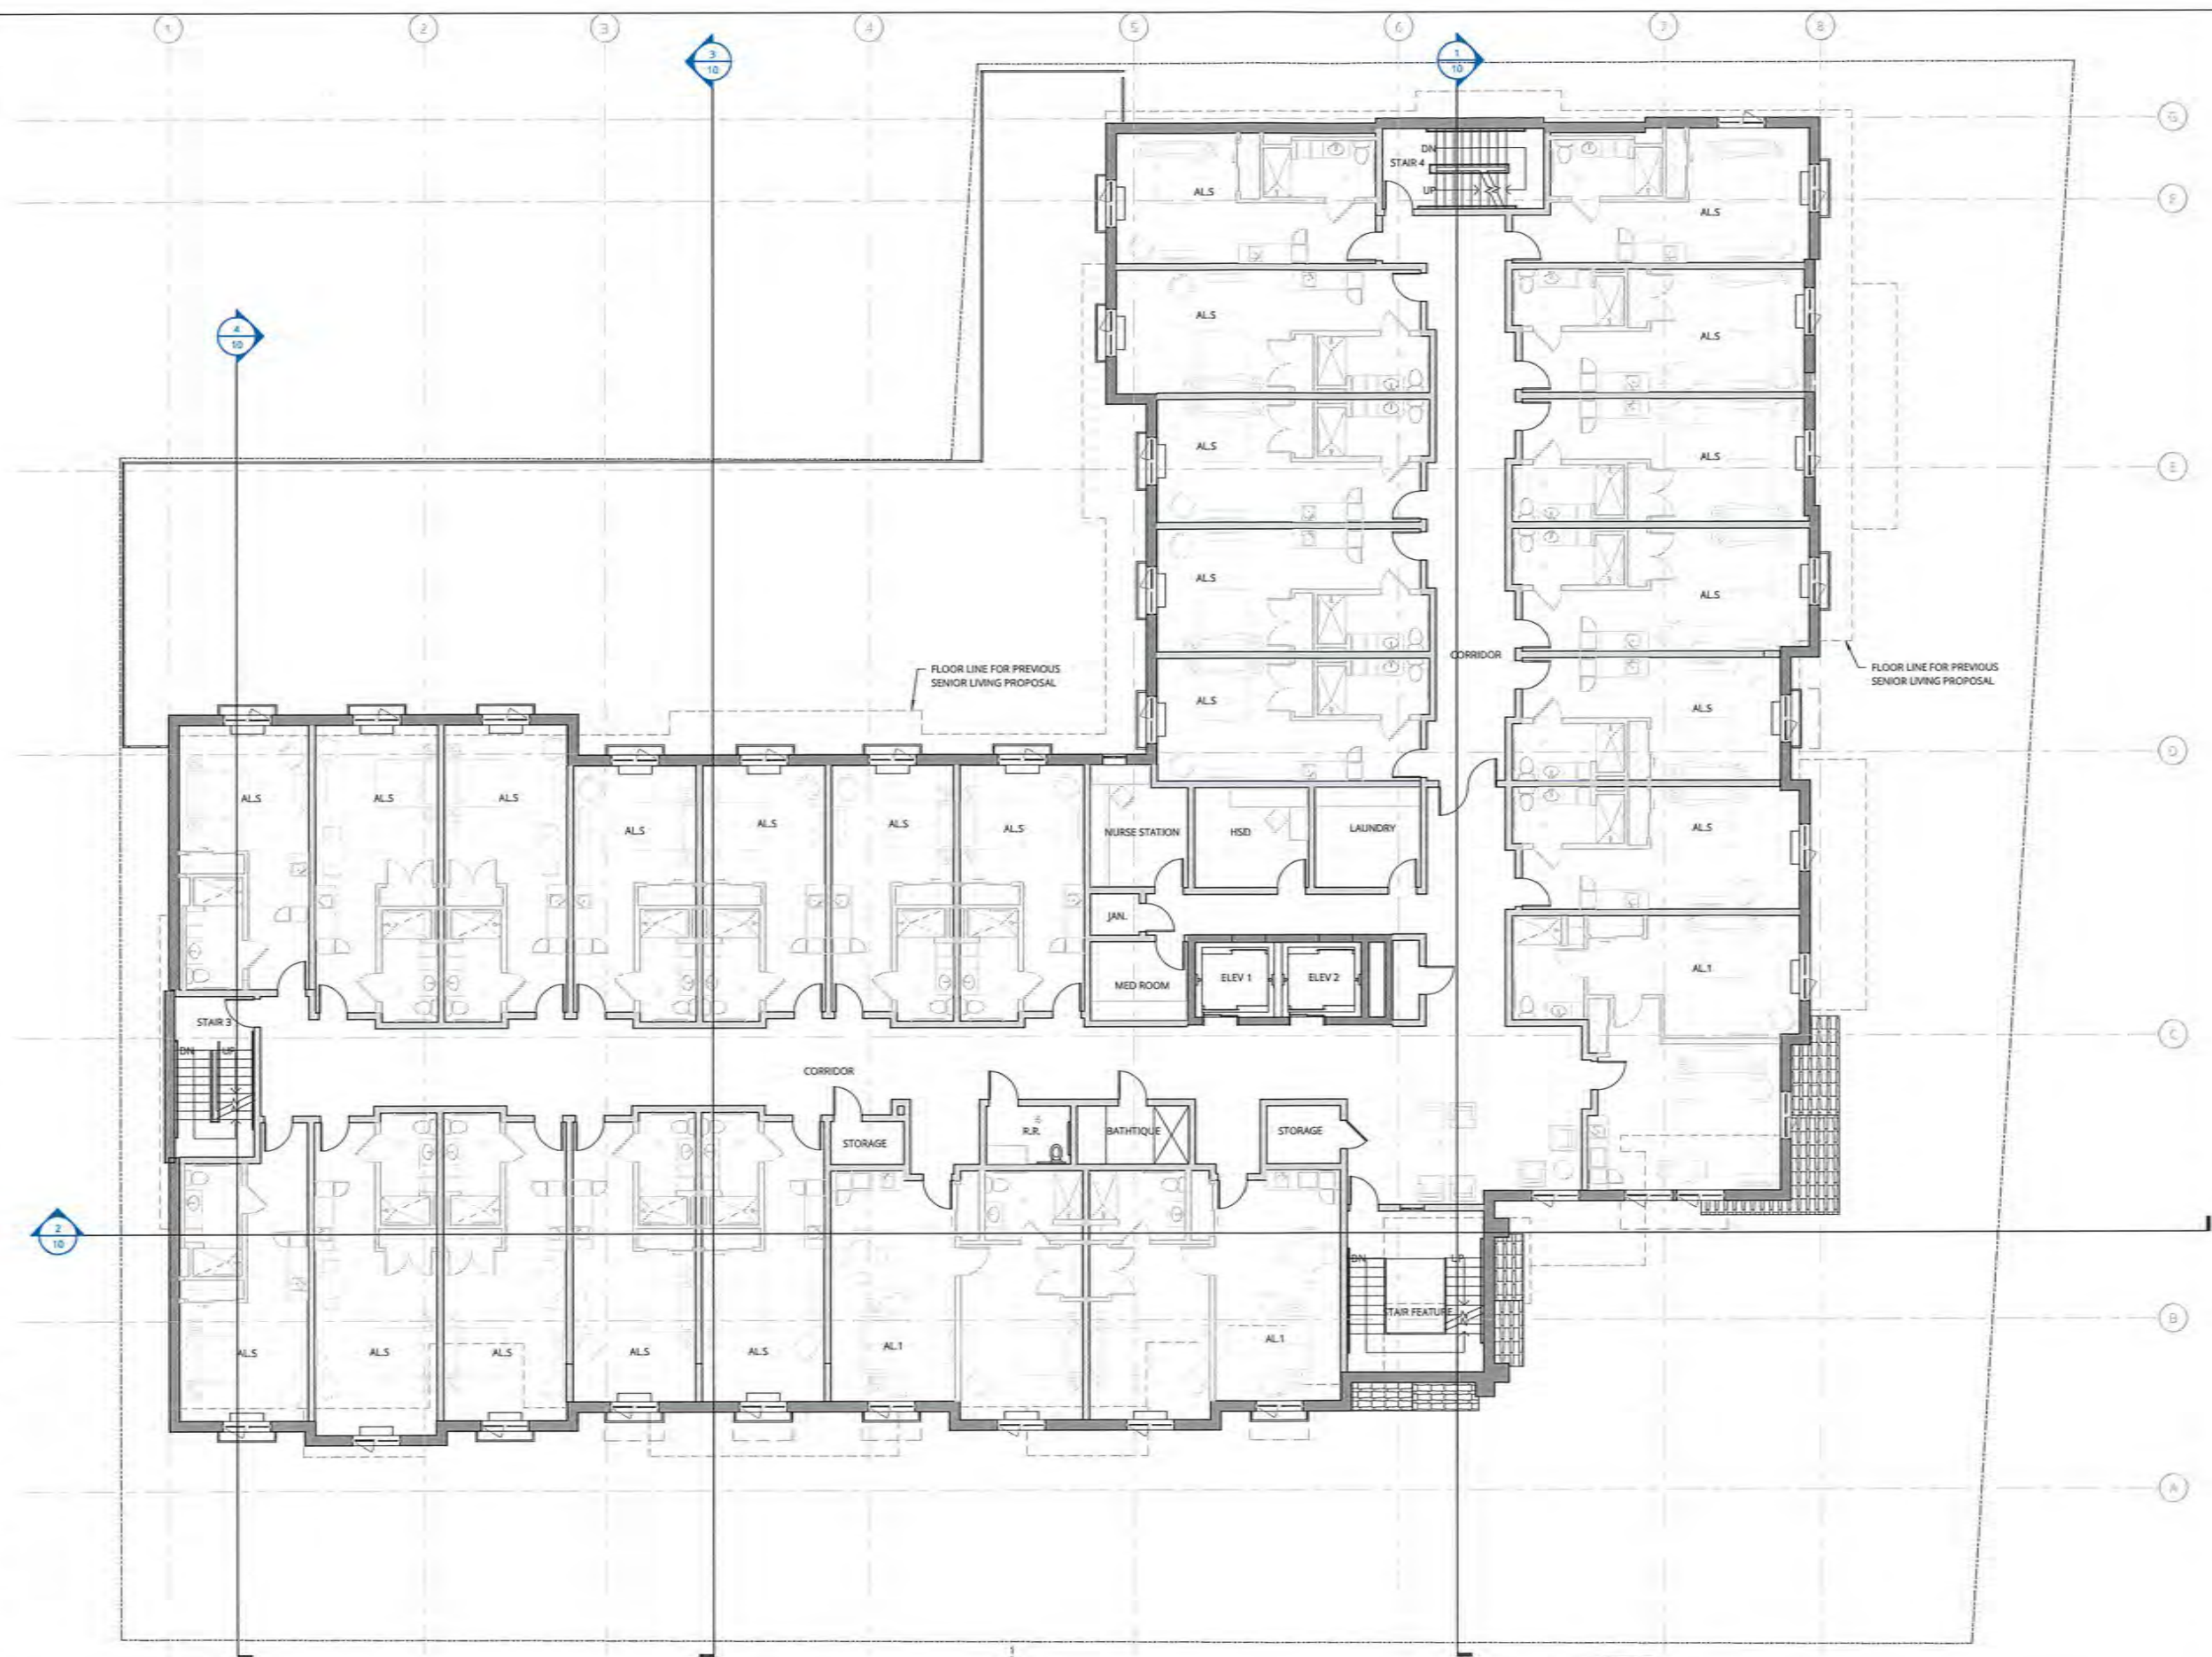 1 2 3 4 5 6 7 8
3
10
1
10
G
DN
STAIR 4
UP
AL.S
AL.S
F
4
10
AL.S
AL.S
AL.S
AL.S
E
AL.S
AL.S
CORRIDOR
FLOOR LINE FOR PREVIOUS
SENIOR LIVING PROPOSAL
FLOOR LINE FOR PREVIOUS
SENIOR LIVING PROPOSAL
AL.S
AL.S
D
AL.S
AL.S
AL.S
AL.S
AL.S
AL.S
AL.S
NURSE STATION
HSD
LAUNDRY
AL.S
JAN.
MED ROOM
ELEV 1
ELEV 2
AL.1
STAIR 3
DN
UP
C
CORRIDOR
STORAGE
R.R.
BATHTIQUE
STORAGE
2
10
DN
UP
STAIR FEATURE
B
AL.S
AL.S
AL.S
AL.S
AL.S
AL.1
AL.1
A